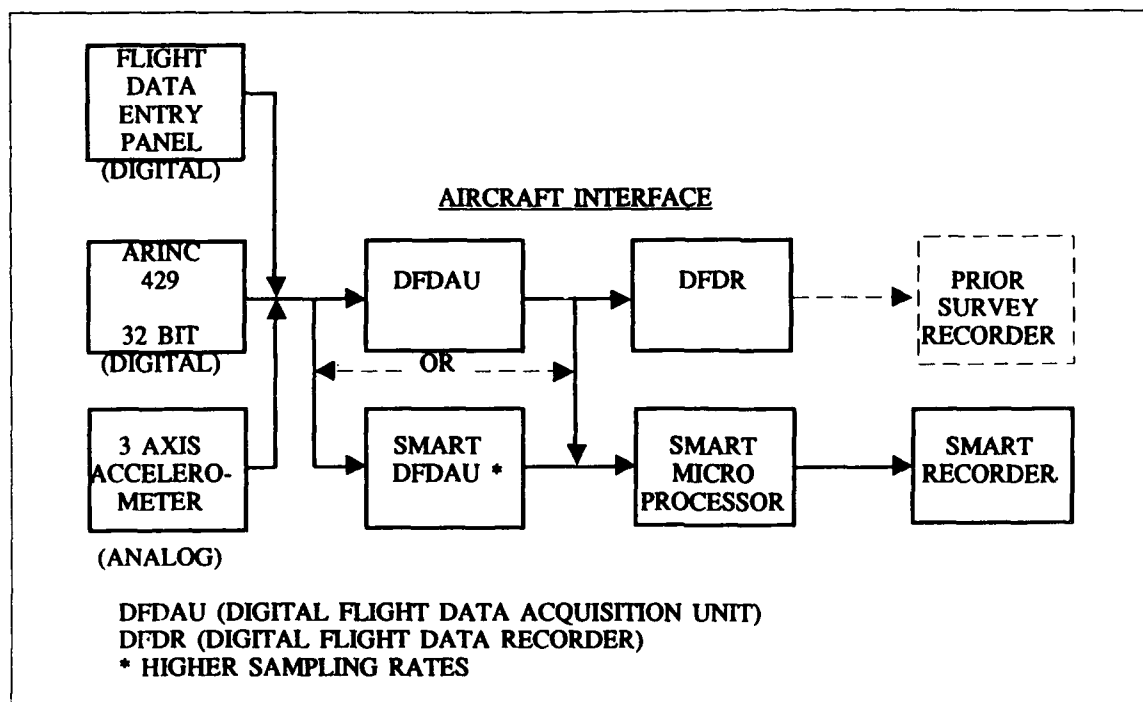 FLIGHT
DATA
ENTRY
PANEL
(DIGITAL)
AIRCRAFT INTERFACE
ARINC
429
32 BIT
(DIGITAL)
DFDAU
DFDR
PRIOR
SURVEY
RECORDER
OR
3 AXIS
ACCELERO-
METER
(ANALOG)
SMART
DFDAU *
SMART
MICRO
PROCESSOR
SMART
RECORDER
DFDAU (DIGITAL FLIGHT DATA ACQUISITION UNIT)
DFDR (DIGITAL FLIGHT DATA RECORDER)
* HIGHER SAMPLING RATES